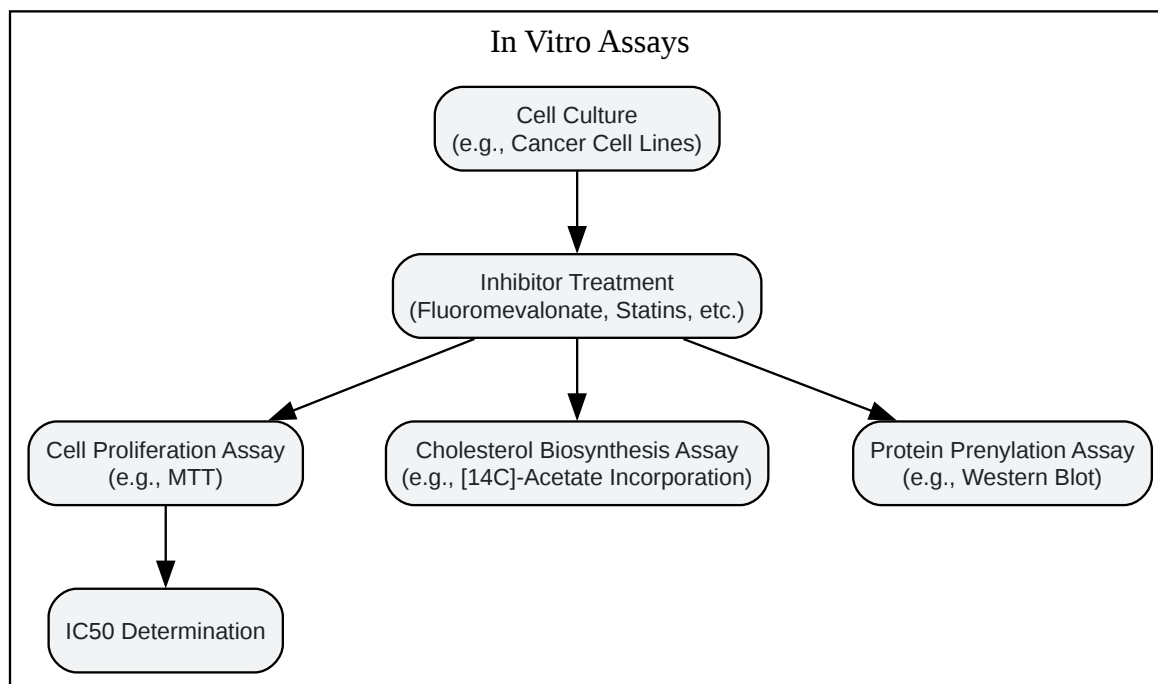 In Vitro Assays
Cell Culture
(e.g., Cancer Cell Lines)
Inhibitor Treatment
(Fluoromevalonate, Statins, etc.)
Cell Proliferation Assay
(e.g., MTT)
Cholesterol Biosynthesis Assay
(e.g., [14C]-Acetate Incorporation)
Protein Prenylation Assay
(e.g., Western Blot)
IC50 Determination